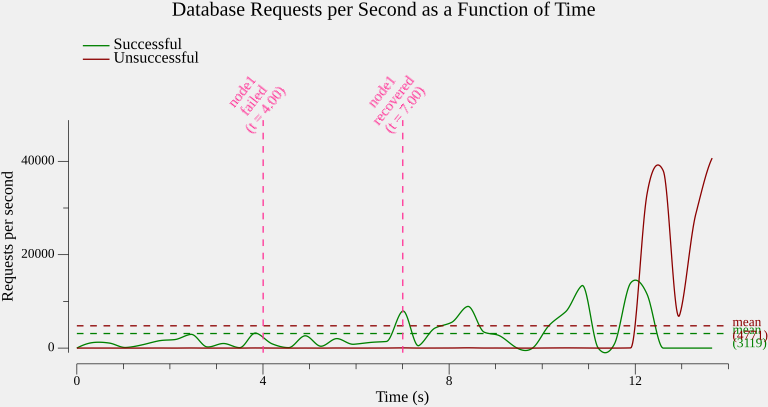 Database Requests per Second as a Function of Time
Successful
Unsuccessful
node1
failed
(t = 4.00)
node1
recovered
(t = 7.00)
40000
20000
0
Requests per second
mean
(4771)
mean
(3119)
0
4
8
12
Time (s)